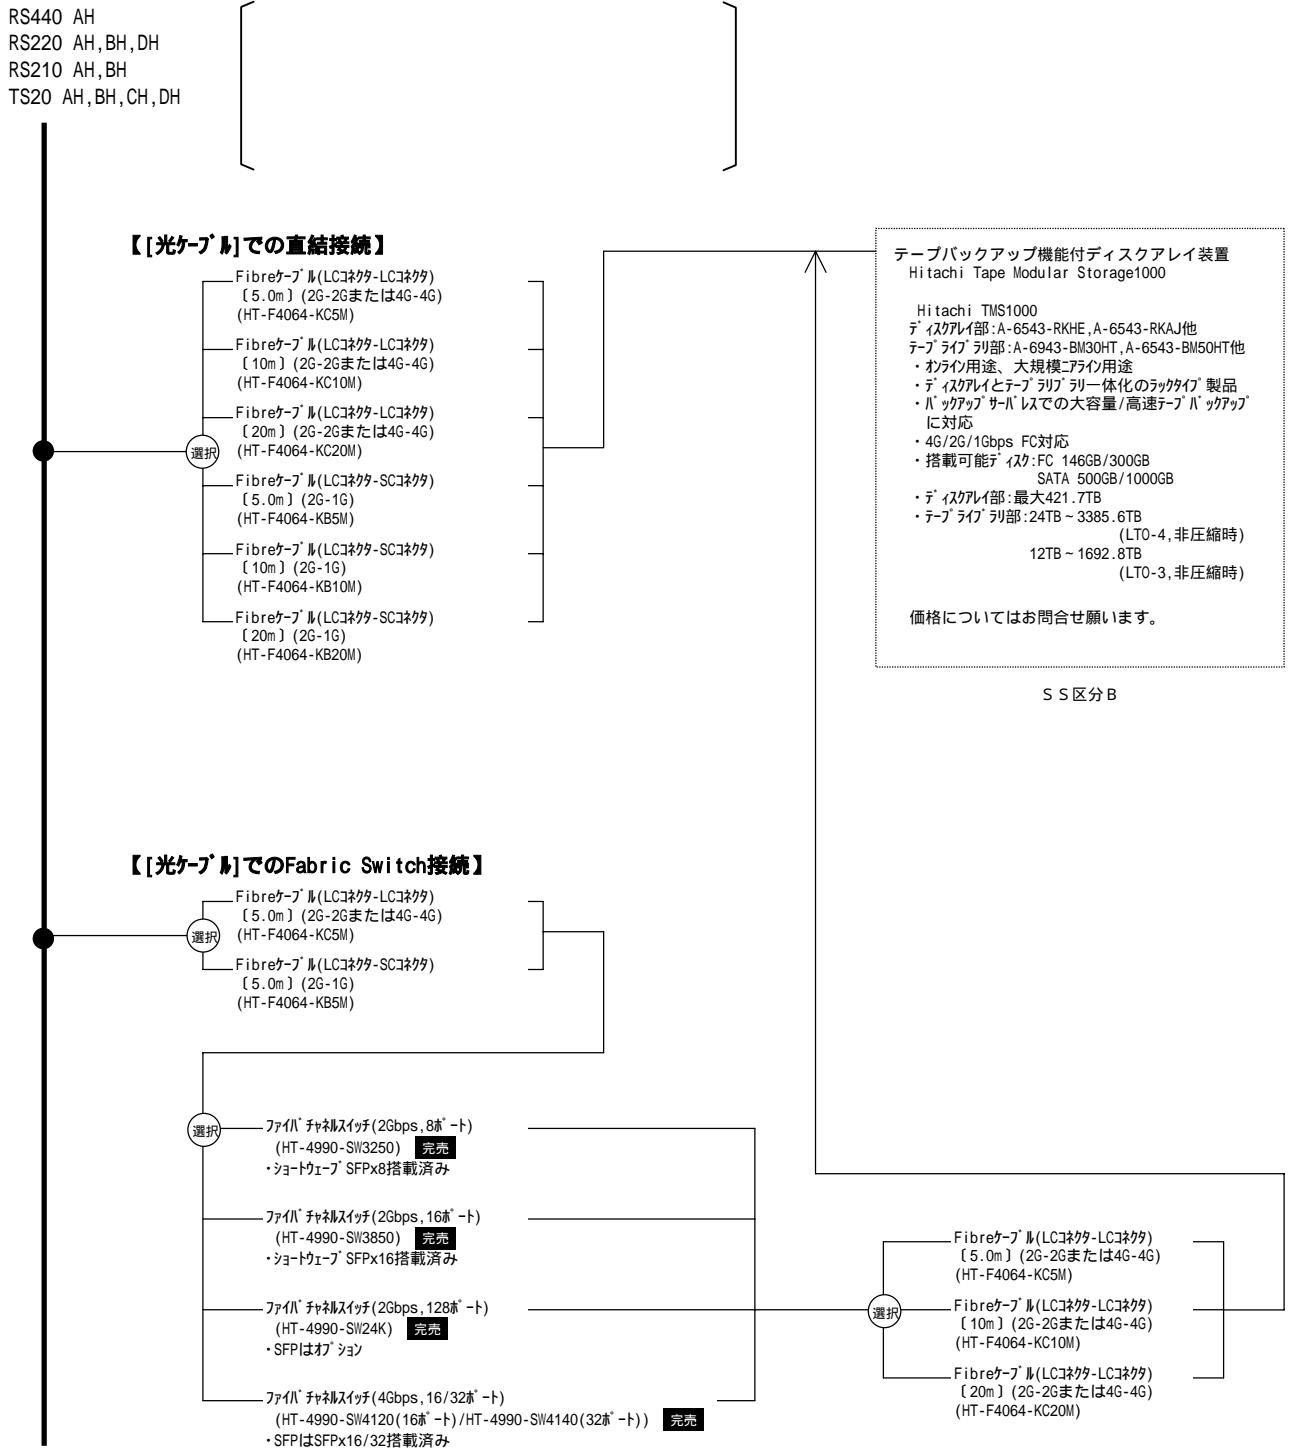 RS440 AH
RS220 AH,BH,DH
RS210 AH,BH
TS20 AH,BH,CH,DH
【[光ｹｰﾌﾞﾙ]での直結接続】
Fibreｹｰﾌﾞﾙ(LCｺﾈｸﾀ-LCｺﾈｸﾀ)
〔5.0m〕(2G-2Gまたは4G-4G)
(HT-F4064-KC5M)
Fibreｹｰﾌﾞﾙ(LCｺﾈｸﾀ-LCｺﾈｸﾀ)
〔10m〕(2G-2Gまたは4G-4G)
(HT-F4064-KC10M)
Fibreｹｰﾌﾞﾙ(LCｺﾈｸﾀ-LCｺﾈｸﾀ)
〔20m〕(2G-2Gまたは4G-4G)
(HT-F4064-KC20M)
選択
Fibreｹｰﾌﾞﾙ(LCｺﾈｸﾀ-SCｺﾈｸﾀ)
〔5.0m〕(2G-1G)
(HT-F4064-KB5M)
Fibreｹｰﾌﾞﾙ(LCｺﾈｸﾀ-SCｺﾈｸﾀ)
〔10m〕(2G-1G)
(HT-F4064-KB10M)
Fibreｹｰﾌﾞﾙ(LCｺﾈｸﾀ-SCｺﾈｸﾀ)
〔20m〕(2G-1G)
(HT-F4064-KB20M)
テープバックアップ機能付ディスクアレイ装置
Hitachi Tape Modular Storage1000
Hitachi TMS1000
ﾃﾞｨｽｸｱﾚｲ部:A-6543-RKHE,A-6543-RKAJ他
ﾃｰﾌﾟﾗｲﾌﾞﾗﾘ部:A-6943-BM30HT,A-6543-BM50HT他
・ｵﾝﾗｲﾝ用途、大規模ﾆｱﾗｲﾝ用途
・ﾃﾞｨｽｸｱﾚｲとﾃｰﾌﾟﾗﾘﾌﾞﾗﾘ一体化のﾗｯｸﾀｲﾌﾟ製品
・ﾊﾞｯｸｱｯﾌﾟｻｰﾊﾞﾚｽでの大容量/高速ﾃｰﾌﾟﾊﾞｯｸｱｯﾌﾟ
に対応
・4G/2G/1Gbps FC対応
・搭載可能ﾃﾞｨｽｸ:FC 146GB/300GB
SATA 500GB/1000GB
・ﾃﾞｨｽｸｱﾚｲ部:最大421.7TB
・ﾃｰﾌﾟﾗｲﾌﾞﾗﾘ部:24TB～3385.6TB
(LTO-4,非圧縮時)
12TB～1692.8TB
(LTO-3,非圧縮時)
価格についてはお問合せ願います。
ＳＳ区分Ｂ
【[光ｹｰﾌﾞﾙ]でのFabric Switch接続】
Fibreｹｰﾌﾞﾙ(LCｺﾈｸﾀ-LCｺﾈｸﾀ)
〔5.0m〕(2G-2Gまたは4G-4G)
(HT-F4064-KC5M)
選択
Fibreｹｰﾌﾞﾙ(LCｺﾈｸﾀ-SCｺﾈｸﾀ)
〔5.0m〕(2G-1G)
(HT-F4064-KB5M)
選択
ﾌｧｲﾊﾞﾁｬﾈﾙｽｲｯﾁ(2Gbps,8ﾎﾟｰﾄ)
(HT-4990-SW3250) 完売
・ｼｮｰﾄｳｪｰﾌﾞSFPx8搭載済み
ﾌｧｲﾊﾞﾁｬﾈﾙｽｲｯﾁ(2Gbps,16ﾎﾟｰﾄ)
(HT-4990-SW3850) 完売
・ｼｮｰﾄｳｪｰﾌﾞSFPx16搭載済み
ﾌｧｲﾊﾞﾁｬﾈﾙｽｲｯﾁ(2Gbps,128ﾎﾟｰﾄ)
(HT-4990-SW24K) 完売
・SFPはｵﾌﾟｼｮﾝ
ﾌｧｲﾊﾞﾁｬﾈﾙｽｲｯﾁ(4Gbps,16/32ﾎﾟｰﾄ)
(HT-4990-SW4120(16ﾎﾟｰﾄ)/HT-4990-SW4140(32ﾎﾟｰﾄ)) 完売
・SFPはSFPx16/32搭載済み
Fibreｹｰﾌﾞﾙ(LCｺﾈｸﾀ-LCｺﾈｸﾀ)
〔5.0m〕(2G-2Gまたは4G-4G)
(HT-F4064-KC5M)
選択
Fibreｹｰﾌﾞﾙ(LCｺﾈｸﾀ-LCｺﾈｸﾀ)
〔10m〕(2G-2Gまたは4G-4G)
(HT-F4064-KC10M)
Fibreｹｰﾌﾞﾙ(LCｺﾈｸﾀ-LCｺﾈｸﾀ)
〔20m〕(2G-2Gまたは4G-4G)
(HT-F4064-KC20M)